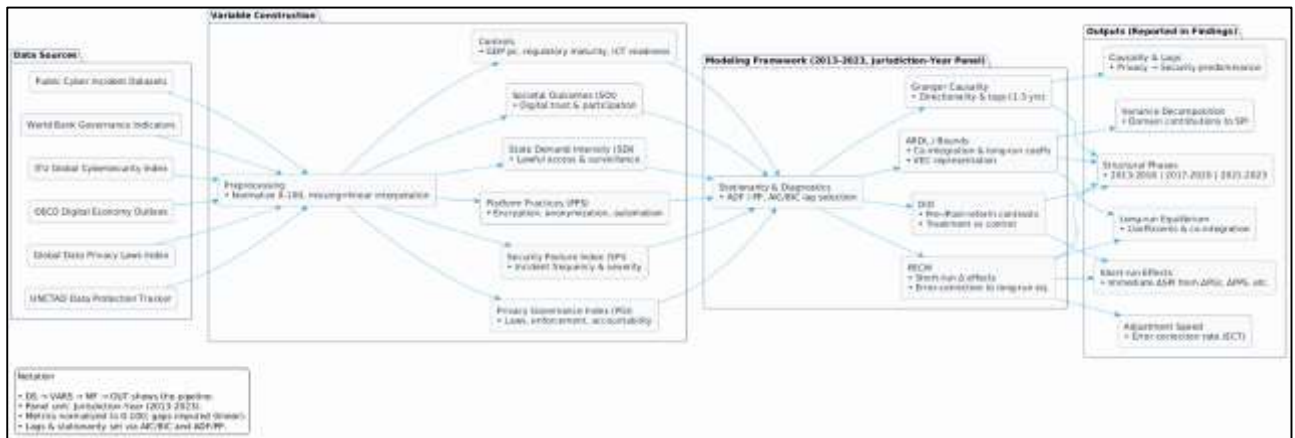 Data Sources
Public Cyber Incident Datasets
World Bank Governance Indicators
ITU Global Cybersecurity Index
OECD Digital Economy Outlook
Global Data Privacy Laws Index
UNCTAD Data Protection Tracker
Variable Construction
Preprocessing
• Normalize 0-100, missing=linear interpolation
Controls
• GDP pc, regulatory maturity, ICT readiness
Societal Outcomes (SOI)
• Digital trust & participation
State Demand Intensity (SDI)
• Lawful access & surveillance
Platform Practices (PPS)
• Encryption, anonymization, automation
Security Posture Index (SPI)
• Incident frequency & severity
Privacy Governance Index (PGI)
• Laws, enforcement, accountability
Modeling Framework (2013-2023, Jurisdiction-Year Panel)
Stationarity & Diagnostics
• ADF / PP, AIC/BIC lag selection
Granger Causality
• Directionality & lags (1-3 yrs)
ARDL Bounds
• Co-integration & long-run coeffs
• VEC representation
DiD
• Pre-/Post-reform contrasts
• Treatment vs control
• Short-run Δ effects
• Error-correction to long-run eq.
Outputs (Reported in Findings)
Causality & Lags
• Privacy → Security predominance
Variance Decomposition
• Domain contributions to SPI
Structural Phases
• 2013-2016 | 2017-2020 | 2021-2023
Long-run Equilibrium
• Coefficients & co-integration
Short-run Effects
• Immediate ΔSPI from ΔPGI, ΔPPS, etc.
Adjustment Speed
• Error correction rate (ECT)
Notation
• DS → VARS → MF → OUT shows the pipeline.
• Panel unit: Jurisdiction-Year (2013-2023).
• Metrics normalized to 0-100; gaps imputed (linear).
• Lags & stationarity set via AIC/BIC and ADF/PP.